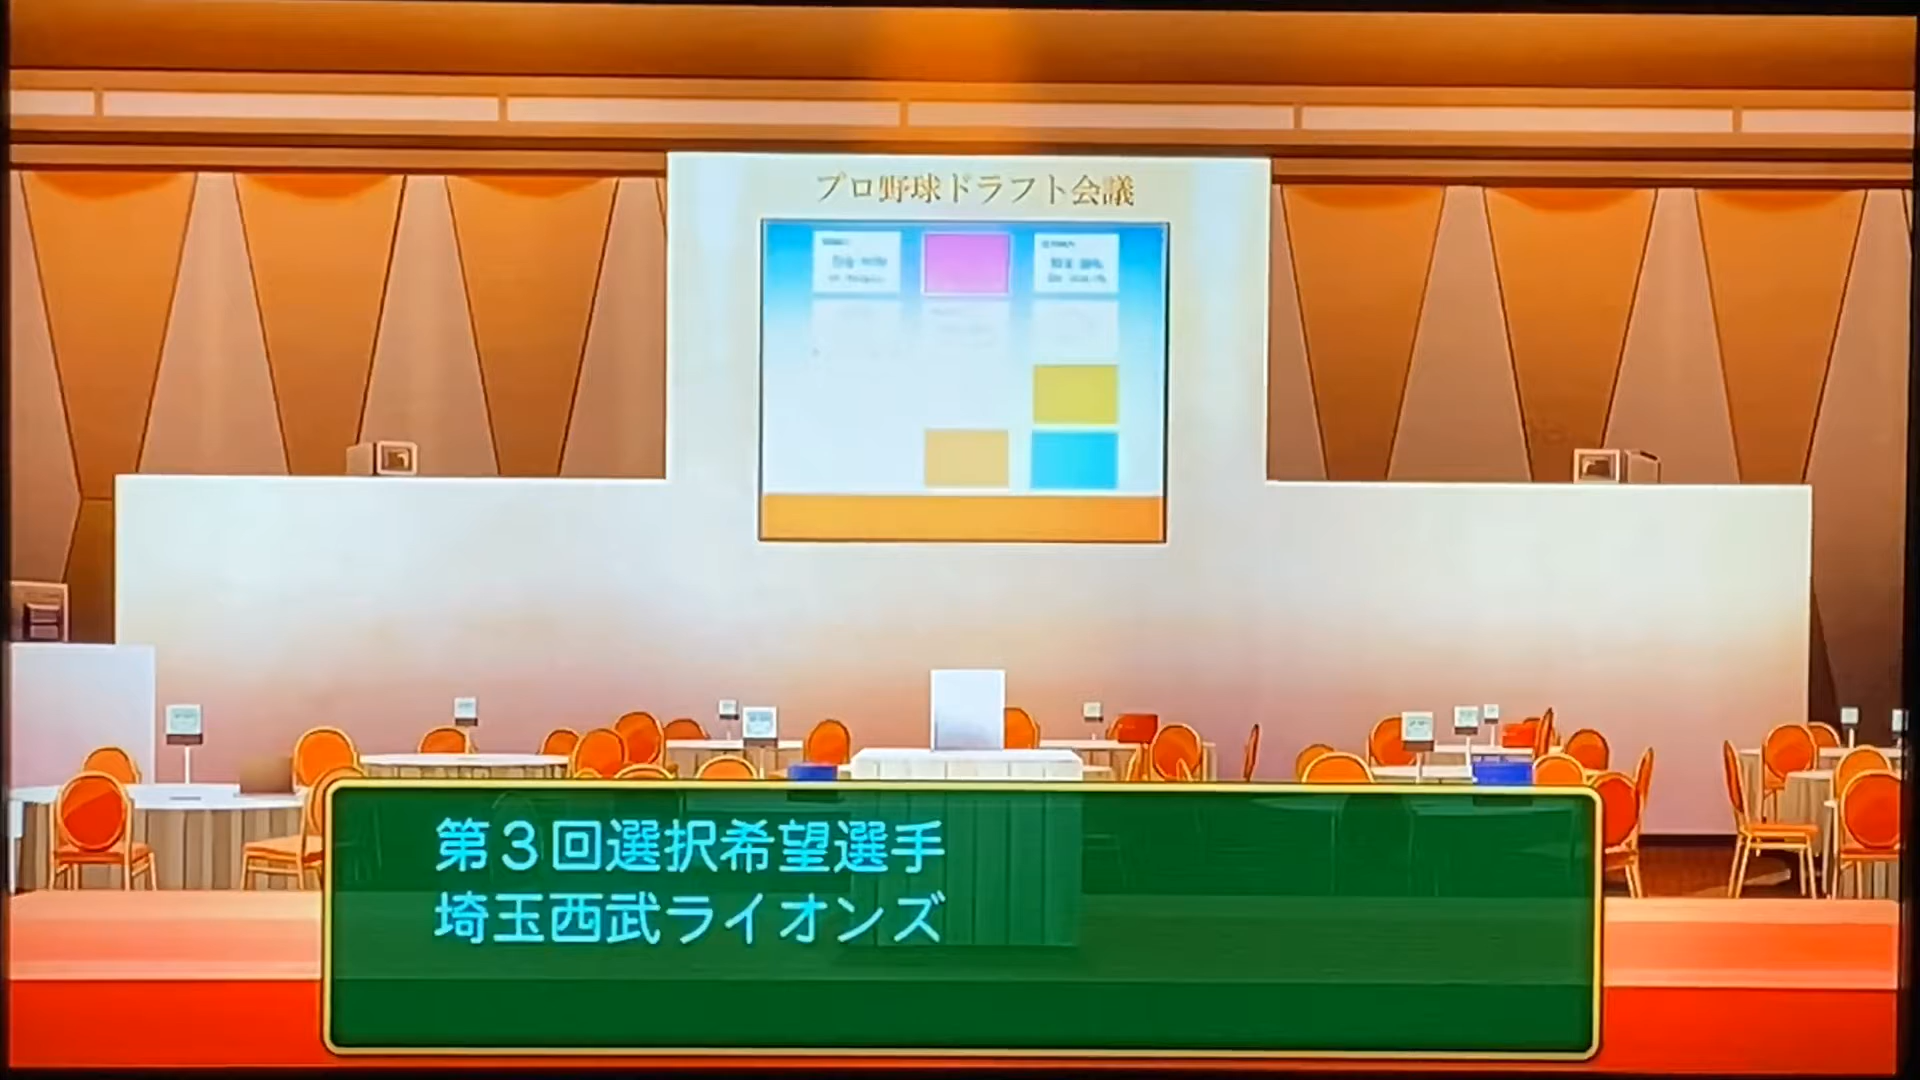 プロ野球ドラフト会議
第3回選択希望選手
埼玉西武ライオンズ